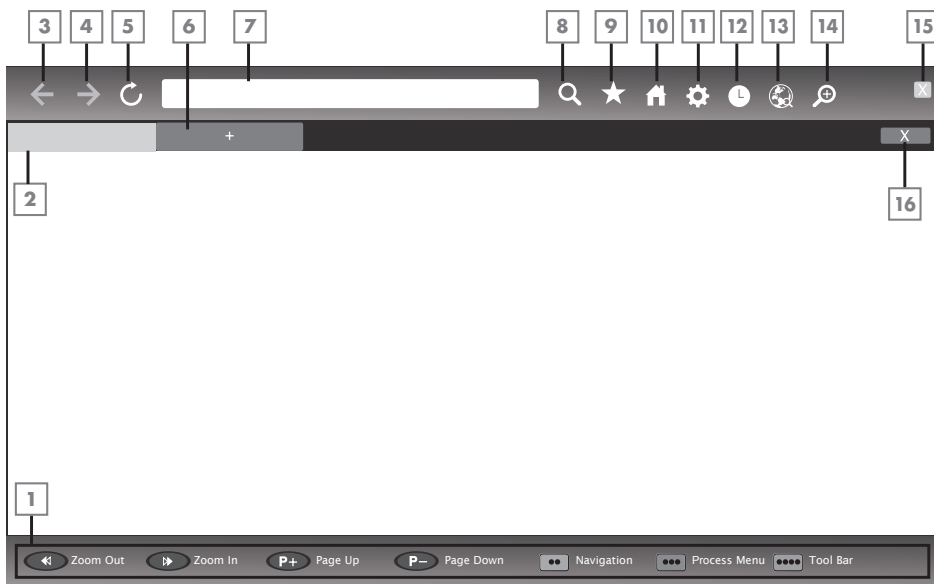 3 4 5 6 7 8 9 10 11 12 13 14 15
X
+ X
2 16
1
Zoom Out Zoom In P+ Page Up P− Page Down Navigation Process Menu Tool Bar